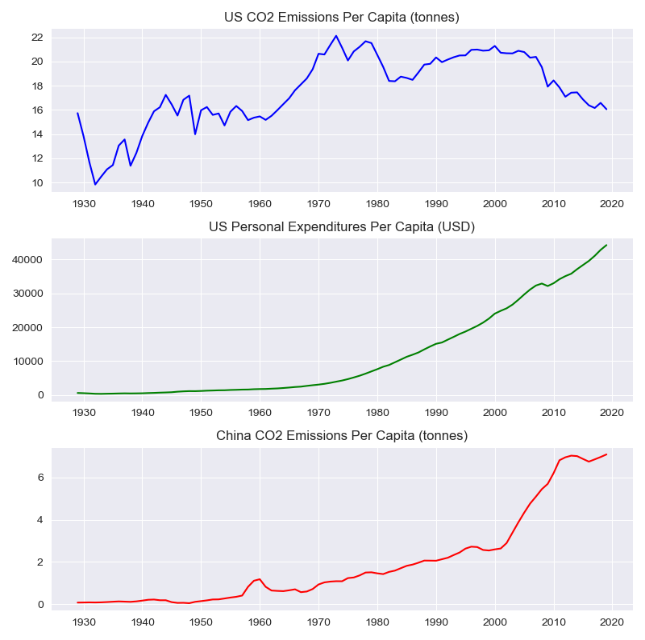 US CO2 Emissions Per Capita (tonnes)
22
20
18
16
14
12
10
1930 1940 1950 1960 1970 1980 1990 2000 2010 2020
US Personal Expenditures Per Capita (USD)
40000
30000
20000
10000
0
1930 1940 1950 1960 1970 1980 1990 2000 2010 2020
China CO2 Emissions Per Capita (tonnes)
6
4
2
0
1930 1940 1950 1960 1970 1980 1990 2000 2010 2020